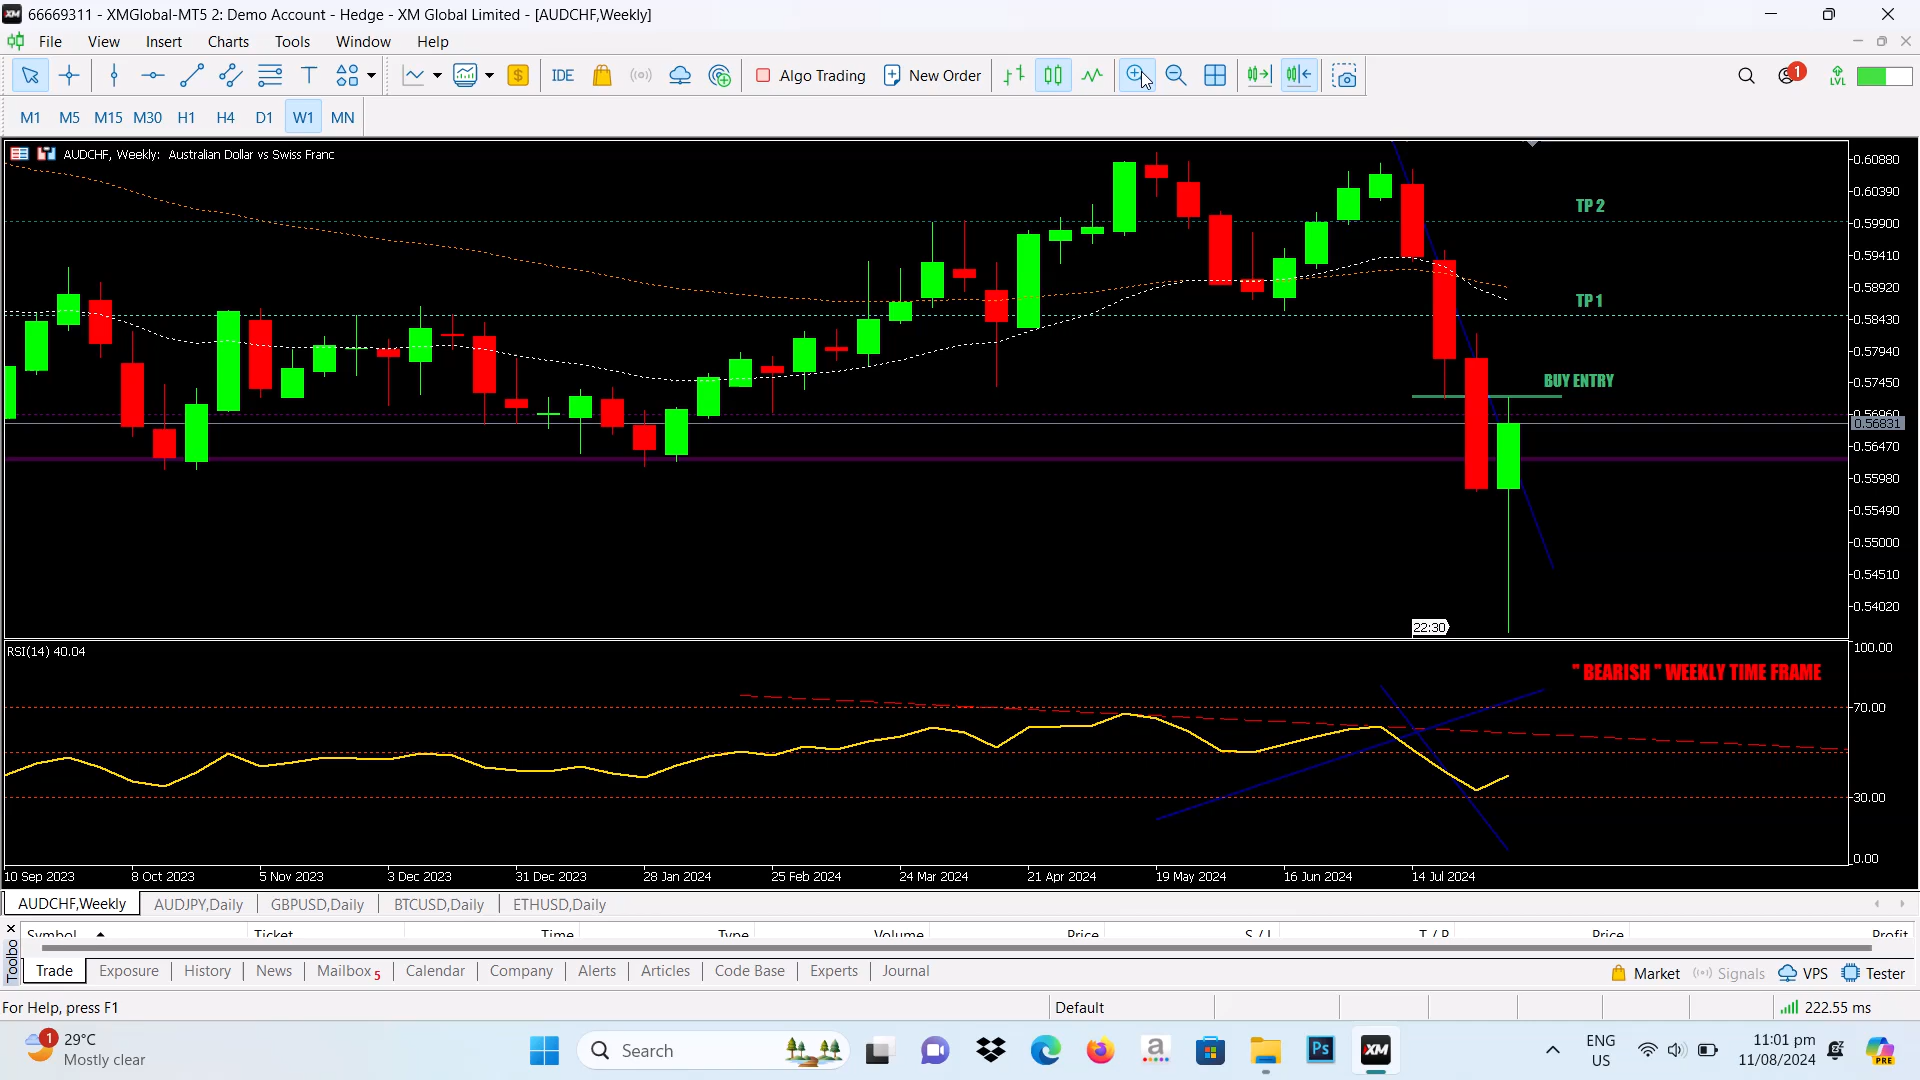 66669311 - XMGlobal-MT5 2: Demo Account - Hedge - XM Global Limited - [AUDCHF,Weekly]
File View Insert Charts Tools Window Help
IDE Algo Trading New Order 1 LVL
M1 M5 M15 M30 H1 H4 D1 W1 MN
AUDCHF, Weekly: Australian Dollar vs Swiss Franc
0.60880
0.60390
TP 2
0.59900
0.59410
0.58920
TP 1
0.58430
0.57940
BUY ENTRY
0.57450
0.56960
0.56831
0.56470
0.55980
0.55490
0.55000
0.54510
0.54020
22:30
RSI(14) 40.04
100.00
" BEARISH " WEEKLY TIME FRAME
70.00
30.00
0.00
10 Sep 2023 8 Oct 2023 5 Nov 2023 3 Dec 2023 31 Dec 2023 28 Jan 2024 25 Feb 2024 24 Mar 2024 21 Apr 2024 19 May 2024 16 Jun 2024 14 Jul 2024
AUDCHF,Weekly AUDJPY,Daily GBPUSD,Daily BTCUSD,Daily ETHUSD,Daily
Symbol Ticket Time Type Volume Price S / L T / P Price Profit
Toolbo
Trade Exposure History News Mailbox 5 Calendar Company Alerts Articles Code Base Experts Journal Market Signals VPS Tester
For Help, press F1 Default 222.55 ms
1 29°C
Mostly clear
Search
a
Ps
XM
ENG
US
11:01 pm
11/08/2024
PRE